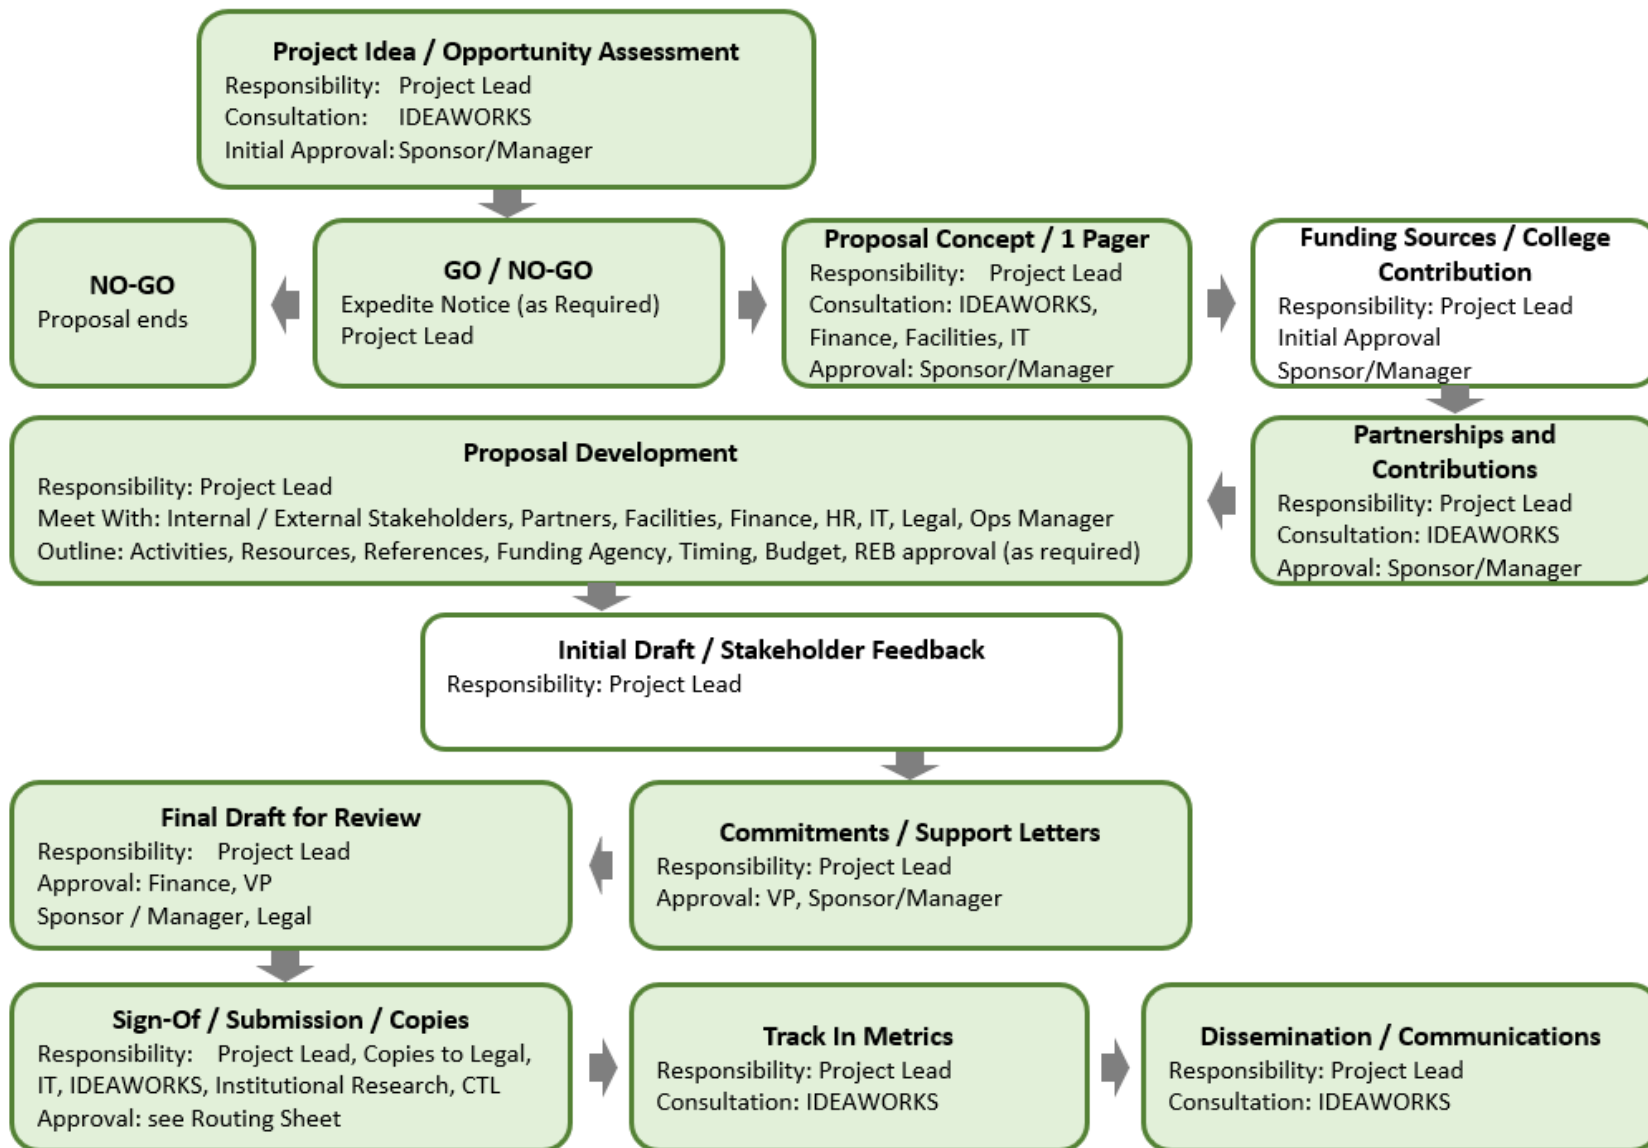 Project Idea / Opportunity Assessment
Responsibility: Project Lead
Consultation: IDEAWORKS
Initial Approval: Sponsor/Manager
NO-GO
Proposal ends
GO / NO-GO
Expedite Notice (as Required)
Project Lead
Proposal Concept / 1 Pager
Responsibility: Project Lead
Consultation: IDEAWORKS,
Finance, Facilities, IT
Approval: Sponsor/Manager
Funding Sources / College
Contribution
Responsibility: Project Lead
Initial Approval
Sponsor/Manager
Partnerships and
Contributions
Responsibility: Project Lead
Consultation: IDEAWORKS
Approval: Sponsor/Manager
Proposal Development
Responsibility: Project Lead
Meet With: Internal / External Stakeholders, Partners, Facilities, Finance, HR, IT, Legal, Ops Manager
Outline: Activities, Resources, References, Funding Agency, Timing, Budget, REB approval (as required)
Initial Draft / Stakeholder Feedback
Responsibility: Project Lead
Commitments / Support Letters
Responsibility: Project Lead
Approval: VP, Sponsor/Manager
Final Draft for Review
Responsibility: Project Lead
Approval: Finance, VP
Sponsor / Manager, Legal
Sign-Of / Submission / Copies
Responsibility: Project Lead, Copies to Legal,
IT, IDEAWORKS, Institutional Research, CTL
Approval: see Routing Sheet
Track In Metrics
Responsibility: Project Lead
Consultation: IDEAWORKS
Dissemination / Communications
Responsibility: Project Lead
Consultation: IDEAWORKS